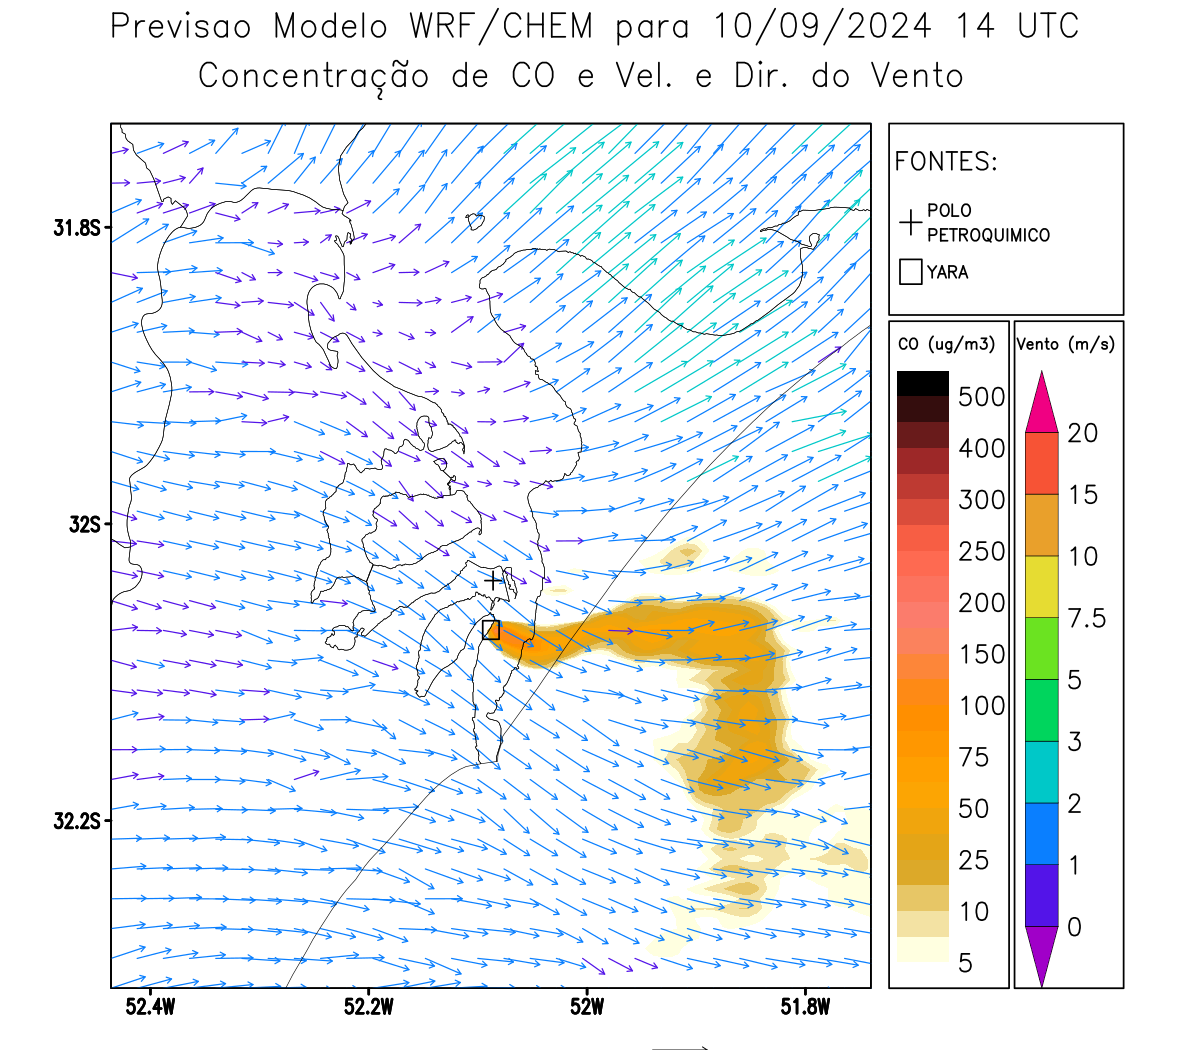 Previsao Modelo WRF/CHEM para 10/09/2024 14 UTC
Concentração de CO e Vel. e Dir. do Vento
FONTES:
POLO
PETROQUIMICO
YARA
CO (ug/m3)
500
400
300
250
200
150
100
75
50
25
10
5
Vento (m/s)
20
15
10
7.5
5
3
2
1
0
31.8S
32S
32.2S
52.4W
52.2W
52W
51.8W